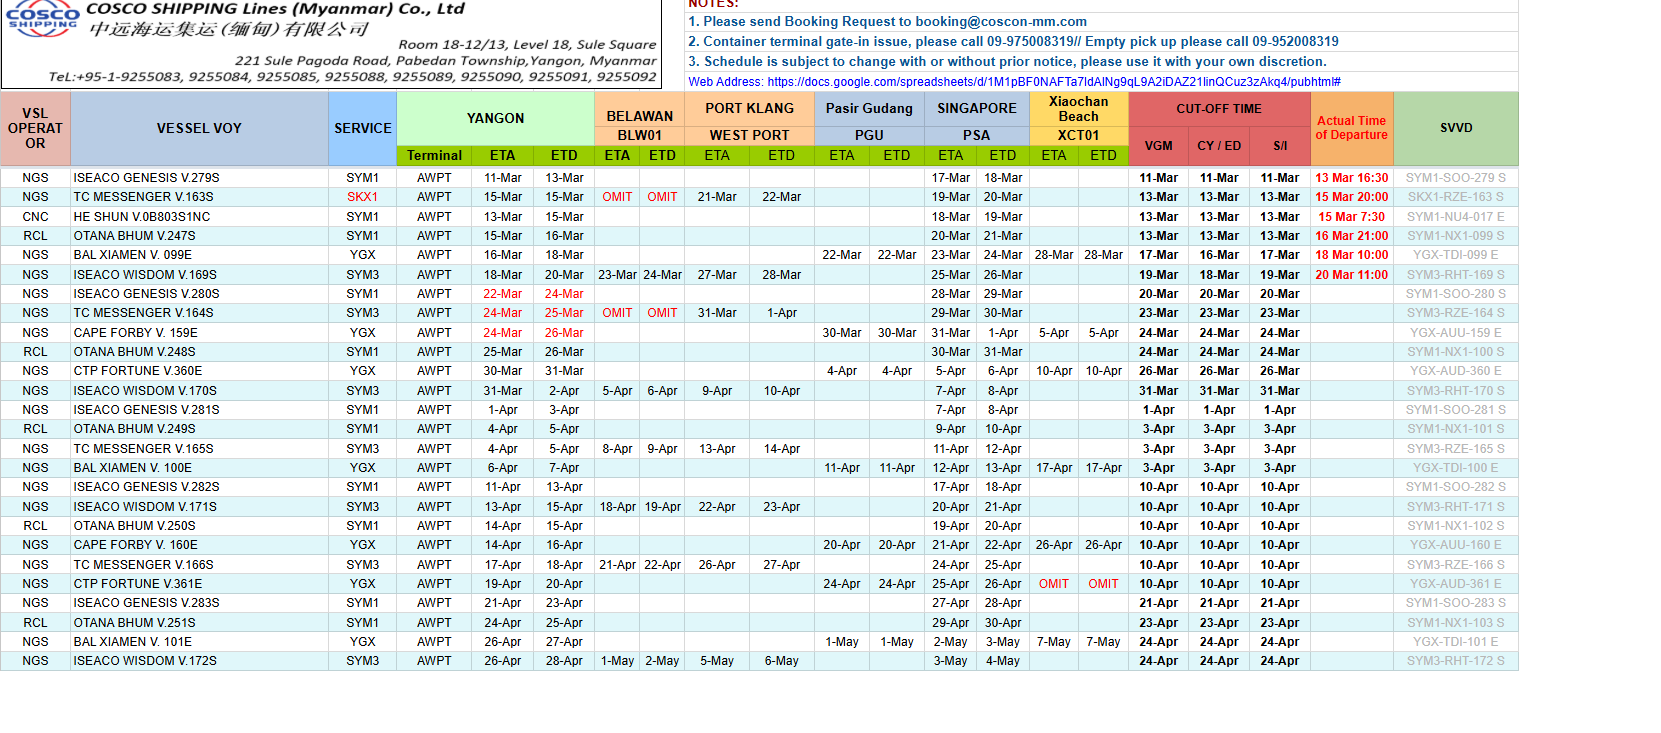 COSCO SHIPPING Lines (Myanmar) Co., Ltd
COSCO
SHIPPING
中远海运集运(缅甸)有限公司
Room 18-12/13, Level 18, Sule Square
221 Sule Pagoda Road, Pabedan Township,Yangon, Myanmar
TeL:+95-1-9255083, 9255084, 9255085, 9255088, 9255089, 9255090, 9255091, 9255092
NOTES:
1. Please send Booking Request to booking@coscon-mm.com
2. Container terminal gate-in issue, please call 09-975008319// Empty pick up please call 09-952008319
3. Schedule is subject to change with or without prior notice, please use it with your own discretion.
Web Address: https://docs.google.com/spreadsheets/d/1M1pBF0NAFTa7IdAlNg9qL9A2iDAZ21IinQCuz3zAkq4/pubhtml#
VSL OPERATOR VESSEL VOY SERVICE YANGON BELAWAN PORT KLANG Pasir Gudang SINGAPORE Xiaochan Beach CUT-OFF TIME Actual Time of Departure SVVD
BLW01 WEST PORT PGU PSA XCT01 VGM CY / ED S/I
Terminal ETA ETD ETA ETD ETA ETD ETA ETD ETA ETD ETA ETD
NGS ISEACO GENESIS V.279S SYM1 AWPT 11-Mar 13-Mar 17-Mar 18-Mar 11-Mar 11-Mar 11-Mar 13 Mar 16:30 SYM1-SOO-279 S
NGS TC MESSENGER V.163S SKX1 AWPT 15-Mar 15-Mar OMIT OMIT 21-Mar 22-Mar 19-Mar 20-Mar 13-Mar 13-Mar 13-Mar 15 Mar 20:00 SKX1-RZE-163 S
CNC HE SHUN V.0B803S1NC SYM1 AWPT 13-Mar 15-Mar 18-Mar 19-Mar 13-Mar 13-Mar 13-Mar 15 Mar 7:30 SYM1-NU4-017 E
RCL OTANA BHUM V.247S SYM1 AWPT 15-Mar 16-Mar 20-Mar 21-Mar 13-Mar 13-Mar 13-Mar 16 Mar 21:00 SYM1-NX1-099 S
NGS BAL XIAMEN V. 099E YGX AWPT 16-Mar 18-Mar 22-Mar 22-Mar 23-Mar 24-Mar 28-Mar 28-Mar 17-Mar 16-Mar 17-Mar 18 Mar 10:00 YGX-TDI-099 E
NGS ISEACO WISDOM V.169S SYM3 AWPT 18-Mar 20-Mar 23-Mar 24-Mar 27-Mar 28-Mar 25-Mar 26-Mar 19-Mar 18-Mar 19-Mar 20 Mar 11:00 SYM3-RHT-169 S
NGS ISEACO GENESIS V.280S SYM1 AWPT 22-Mar 24-Mar 28-Mar 29-Mar 20-Mar 20-Mar 20-Mar SYM1-SOO-280 S
NGS TC MESSENGER V.164S SYM3 AWPT 24-Mar 25-Mar OMIT OMIT 31-Mar 1-Apr 29-Mar 30-Mar 23-Mar 23-Mar 23-Mar SYM3-RZE-164 S
NGS CAPE FORBY V. 159E YGX AWPT 24-Mar 26-Mar 30-Mar 30-Mar 31-Mar 1-Apr 5-Apr 5-Apr 24-Mar 24-Mar 24-Mar YGX-AUU-159 E
RCL OTANA BHUM V.248S SYM1 AWPT 25-Mar 26-Mar 30-Mar 31-Mar 24-Mar 24-Mar 24-Mar SYM1-NX1-100 S
NGS CTP FORTUNE V.360E YGX AWPT 30-Mar 31-Mar 4-Apr 4-Apr 5-Apr 6-Apr 10-Apr 10-Apr 26-Mar 26-Mar 26-Mar YGX-AUD-360 E
NGS ISEACO WISDOM V.170S SYM3 AWPT 31-Mar 2-Apr 5-Apr 6-Apr 9-Apr 10-Apr 7-Apr 8-Apr 31-Mar 31-Mar 31-Mar SYM3-RHT-170 S
NGS ISEACO GENESIS V.281S SYM1 AWPT 1-Apr 3-Apr 7-Apr 8-Apr 1-Apr 1-Apr 1-Apr SYM1-SOO-281 S
RCL OTANA BHUM V.249S SYM1 AWPT 4-Apr 5-Apr 9-Apr 10-Apr 3-Apr 3-Apr 3-Apr SYM1-NX1-101 S
NGS TC MESSENGER V.165S SYM3 AWPT 4-Apr 5-Apr 8-Apr 9-Apr 13-Apr 14-Apr 11-Apr 12-Apr 3-Apr 3-Apr 3-Apr SYM3-RZE-165 S
NGS BAL XIAMEN V. 100E YGX AWPT 6-Apr 7-Apr 11-Apr 11-Apr 12-Apr 13-Apr 17-Apr 17-Apr 3-Apr 3-Apr 3-Apr YGX-TDI-100 E
NGS ISEACO GENESIS V.282S SYM1 AWPT 11-Apr 13-Apr 17-Apr 18-Apr 10-Apr 10-Apr 10-Apr SYM1-SOO-282 S
NGS ISEACO WISDOM V.171S SYM3 AWPT 13-Apr 15-Apr 18-Apr 19-Apr 22-Apr 23-Apr 20-Apr 21-Apr 10-Apr 10-Apr 10-Apr SYM3-RHT-171 S
RCL OTANA BHUM V.250S SYM1 AWPT 14-Apr 15-Apr 19-Apr 20-Apr 10-Apr 10-Apr 10-Apr SYM1-NX1-102 S
NGS CAPE FORBY V. 160E YGX AWPT 14-Apr 16-Apr 20-Apr 20-Apr 21-Apr 22-Apr 26-Apr 26-Apr 10-Apr 10-Apr 10-Apr YGX-AUU-160 E
NGS TC MESSENGER V.166S SYM3 AWPT 17-Apr 18-Apr 21-Apr 22-Apr 26-Apr 27-Apr 24-Apr 25-Apr 10-Apr 10-Apr 10-Apr SYM3-RZE-166 S
NGS CTP FORTUNE V.361E YGX AWPT 19-Apr 20-Apr 24-Apr 24-Apr 25-Apr 26-Apr OMIT OMIT 10-Apr 10-Apr 10-Apr YGX-AUD-361 E
NGS ISEACO GENESIS V.283S SYM1 AWPT 21-Apr 23-Apr 27-Apr 28-Apr 21-Apr 21-Apr 21-Apr SYM1-SOO-283 S
RCL OTANA BHUM V.251S SYM1 AWPT 24-Apr 25-Apr 29-Apr 30-Apr 23-Apr 23-Apr 23-Apr SYM1-NX1-103 S
NGS BAL XIAMEN V. 101E YGX AWPT 26-Apr 27-Apr 1-May 1-May 2-May 3-May 7-May 7-May 24-Apr 24-Apr 24-Apr YGX-TDI-101 E
NGS ISEACO WISDOM V.172S SYM3 AWPT 26-Apr 28-Apr 1-May 2-May 5-May 6-May 3-May 4-May 24-Apr 24-Apr 24-Apr SYM3-RHT-172 S